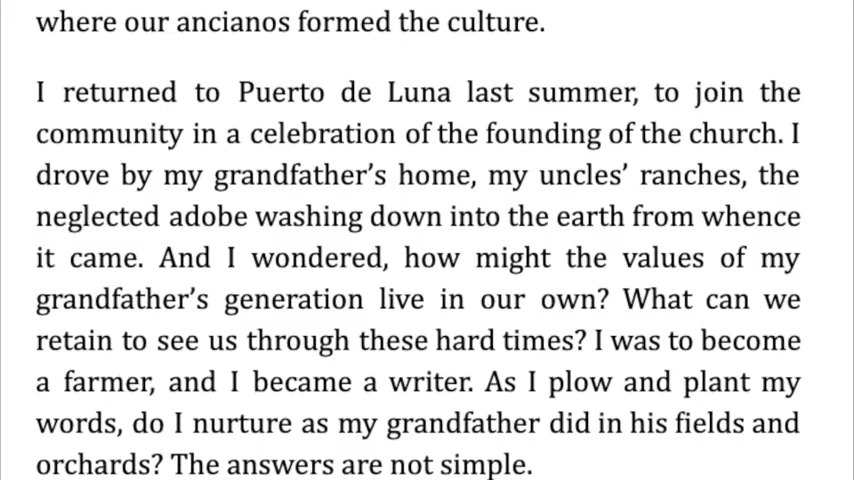 where our ancianos formed the culture.
I returned to Puerto de Luna last summer, to join the
community in a celebration of the founding of the church. I
drove by my grandfather’s home, my uncles’ ranches, the
neglected adobe washing down into the earth from whence
it came. And I wondered, how might the values of my
grandfather’s generation live in our own? What can we
retain to see us through these hard times? I was to become
a farmer, and I became a writer. As I plow and plant my
words, do I nurture as my grandfather did in his fields and
orchards? The answers are not simple.